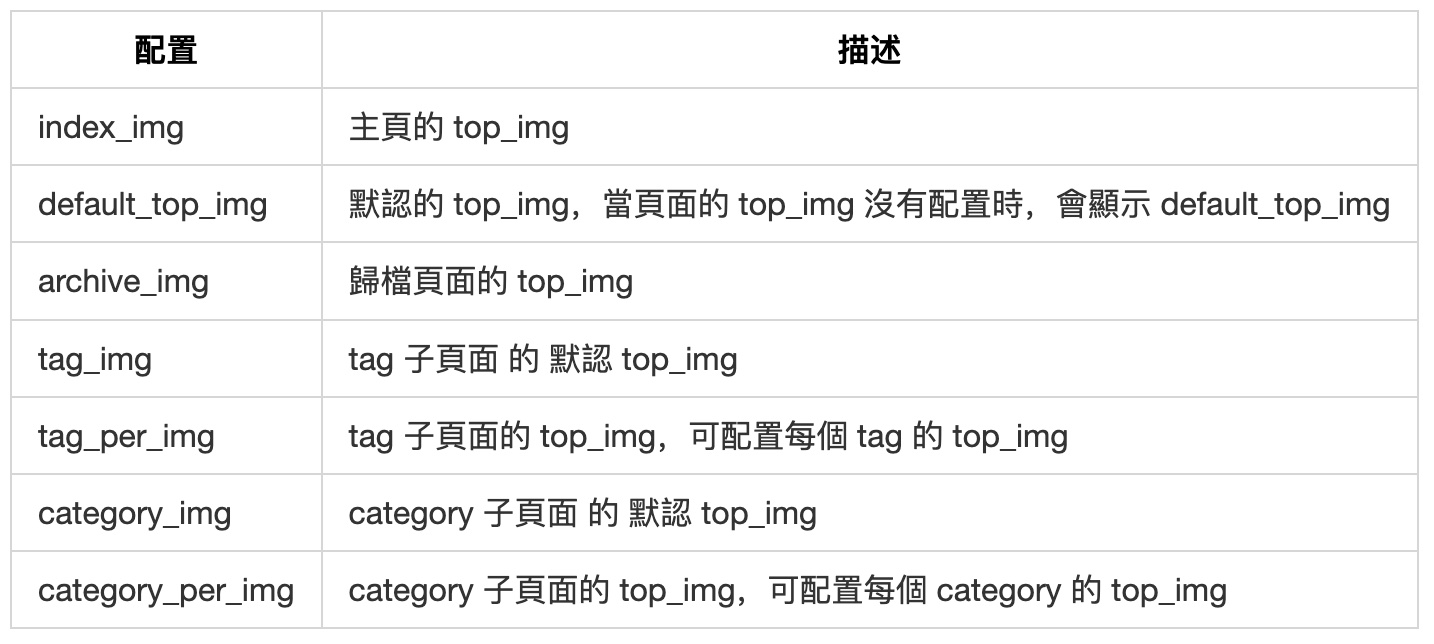 配置 描述
index_img 主頁的 top_img
default_top_img 默認的 top_img，當頁面的 top_img 沒有配置時，會顯示 default_top_img
archive_img 歸檔頁面的 top_img
tag_img tag 子頁面 的 默認 top_img
tag_per_img tag 子頁面的 top_img，可配置每個 tag 的 top_img
category_img category 子頁面 的 默認 top_img
category_per_img category 子頁面的 top_img，可配置每個 category 的 top_img